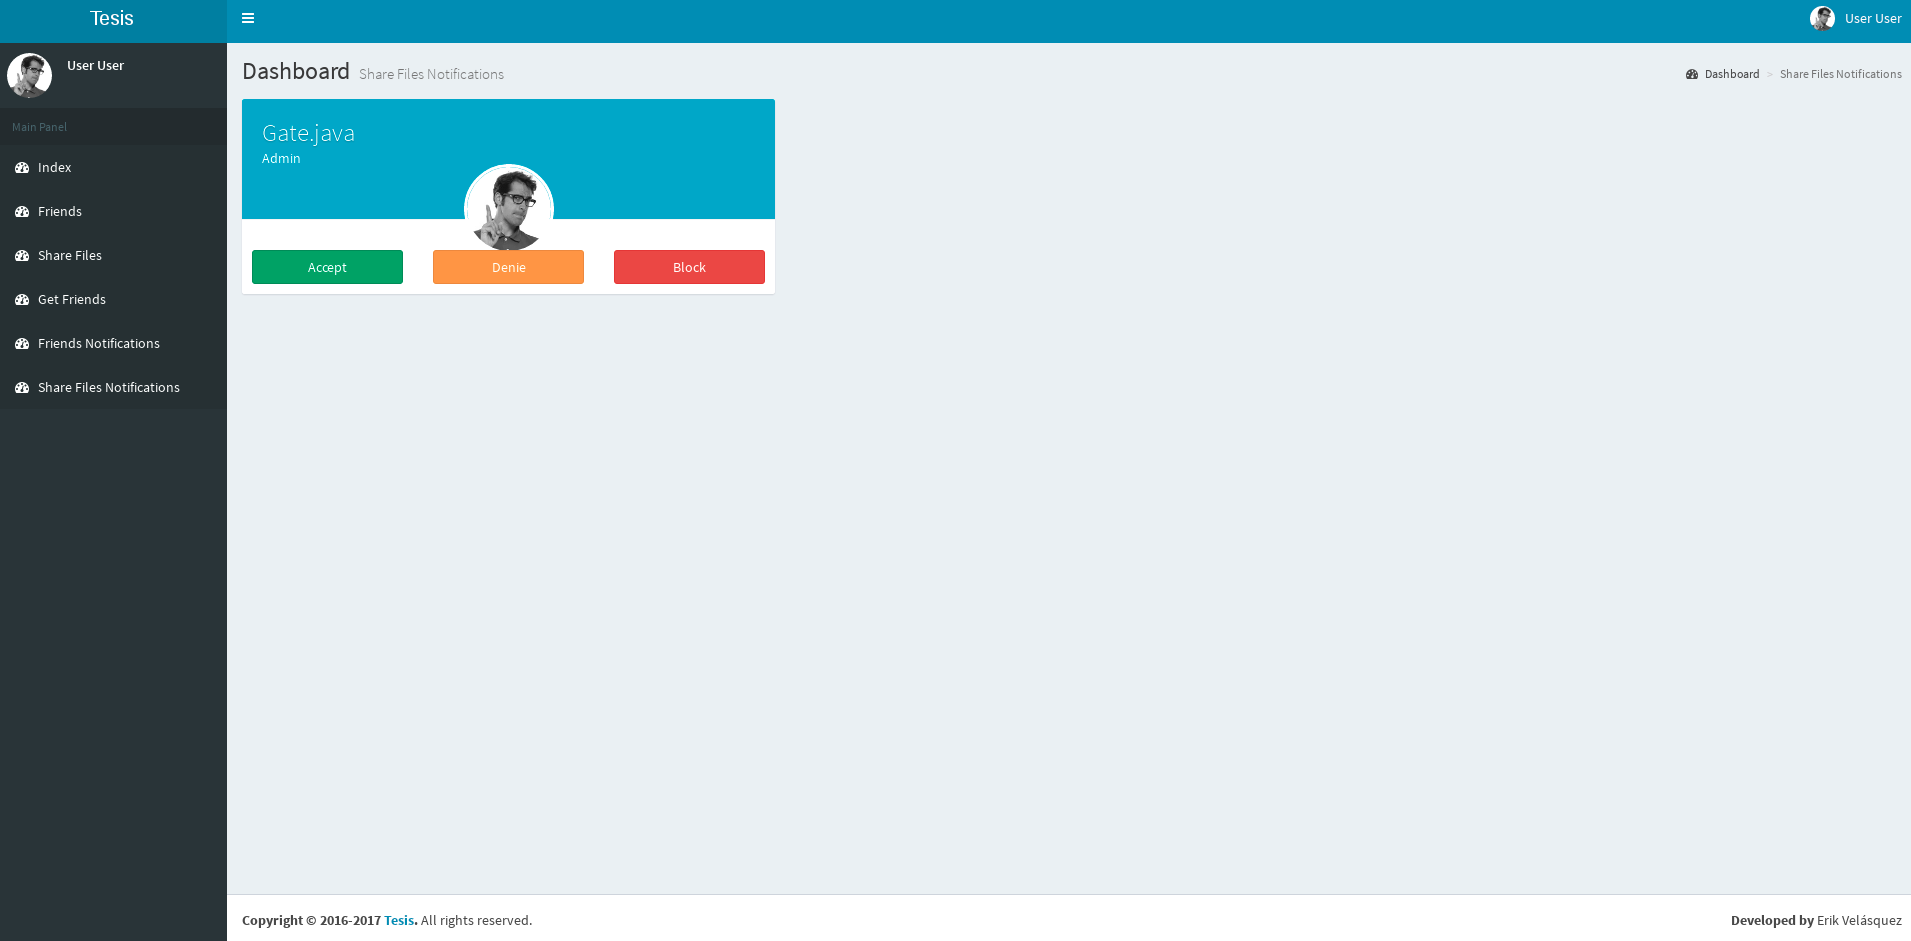 Tesis
User User
User User
Main Panel
Index
Friends
Share Files
Get Friends
Friends Notifications
Share Files Notifications
Dashboard Share Files Notifications
Dashboard > Share Files Notifications
Gate.java
Admin
Accept
Denie
Block
Copyright © 2016-2017 Tesis. All rights reserved.
Developed by Erik Velásquez